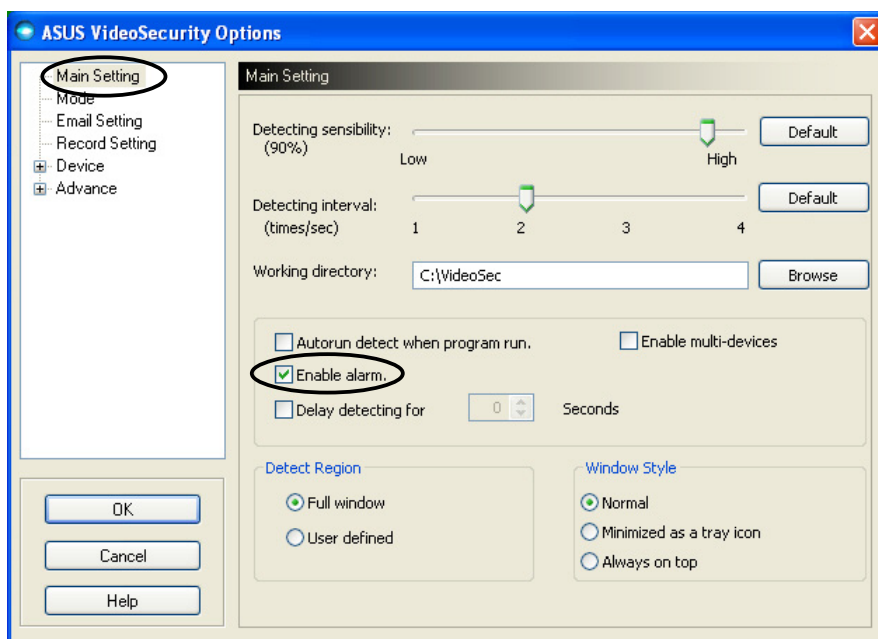 ASUS VideoSecurity Options
Main Setting
Mode
Email Setting
Record Setting
Device
Advance
OK
Cancel
Help
Main Setting
Detecting sensibility:
(90%)
Low
High
Default
Detecting interval:
(times/sec)
1 2 3 4
Default
Working directory:
C:\VideoSec
Browse
Autorun detect when program run.
Enable multi-devices
Enable alarm.
Delay detecting for 0 Seconds
Detect Region
Full window
User defined
Window Style
Normal
Minimized as a tray icon
Always on top